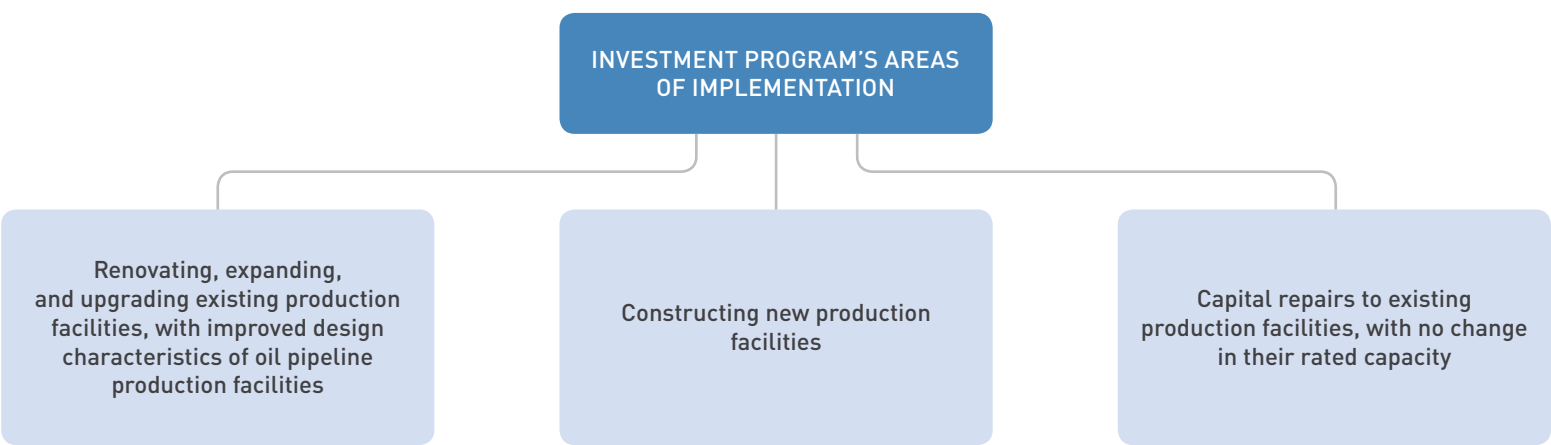 INVESTMENT PROGRAM’S AREAS
OF IMPLEMENTATION
Renovating, expanding,
and upgrading existing production
facilities, with improved design
characteristics of oil pipeline
production facilities
Constructing new production
facilities
Capital repairs to existing
production facilities, with no change
in their rated capacity